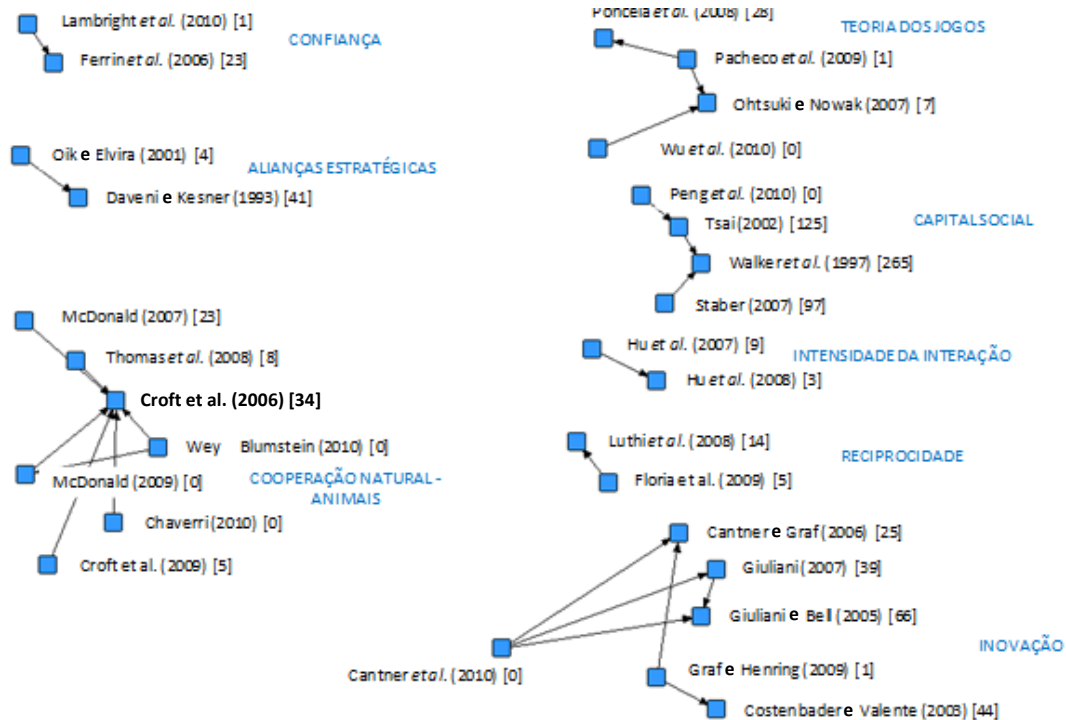 Lambright et al. (2010) [1]
CONFIANÇA
Ferrin et al. (2006) [23]
Oik e Elvira (2001) [4]
ALIANÇAS ESTRATÉGICAS
Daveni e Kesner (1993) [41]
McDonald (2007) [23]
Thomas et al. (2008) [8]
Croft et al. (2006) [34]
Wey Blumstein (2010) [0]
McDonald (2009) [0]
COOPERAÇÃO NATURAL -
ANIMAIS
Chaverri (2010) [0]
Croft et al. (2009) [5]
Poncela et al. (2008) [28]
TEORIA DOS JOGOS
Pacheco et al. (2009) [1]
Ohtsuki e Nowak (2007) [7]
Wu et al. (2010) [0]
Peng et al. (2010) [0]
Tsai (2002) [125]
CAPITAL SOCIAL
Walker et al. (1997) [265]
Staber (2007) [97]
Hu et al. (2007) [9]
INTENSIDADE DA INTERAÇÃO
Hu et al. (2008) [3]
Luthi et al. (2008) [14]
RECIPROCIDADE
Floria et al. (2009) [5]
Cantner e Graf (2006) [25]
Giuliani (2007) [39]
Giuliani e Bell (2005) [66]
INOVAÇÃO
Cantner et al. (2010) [0]
Graf e Henring (2009) [1]
Costenbader e Valente (2003) [44]